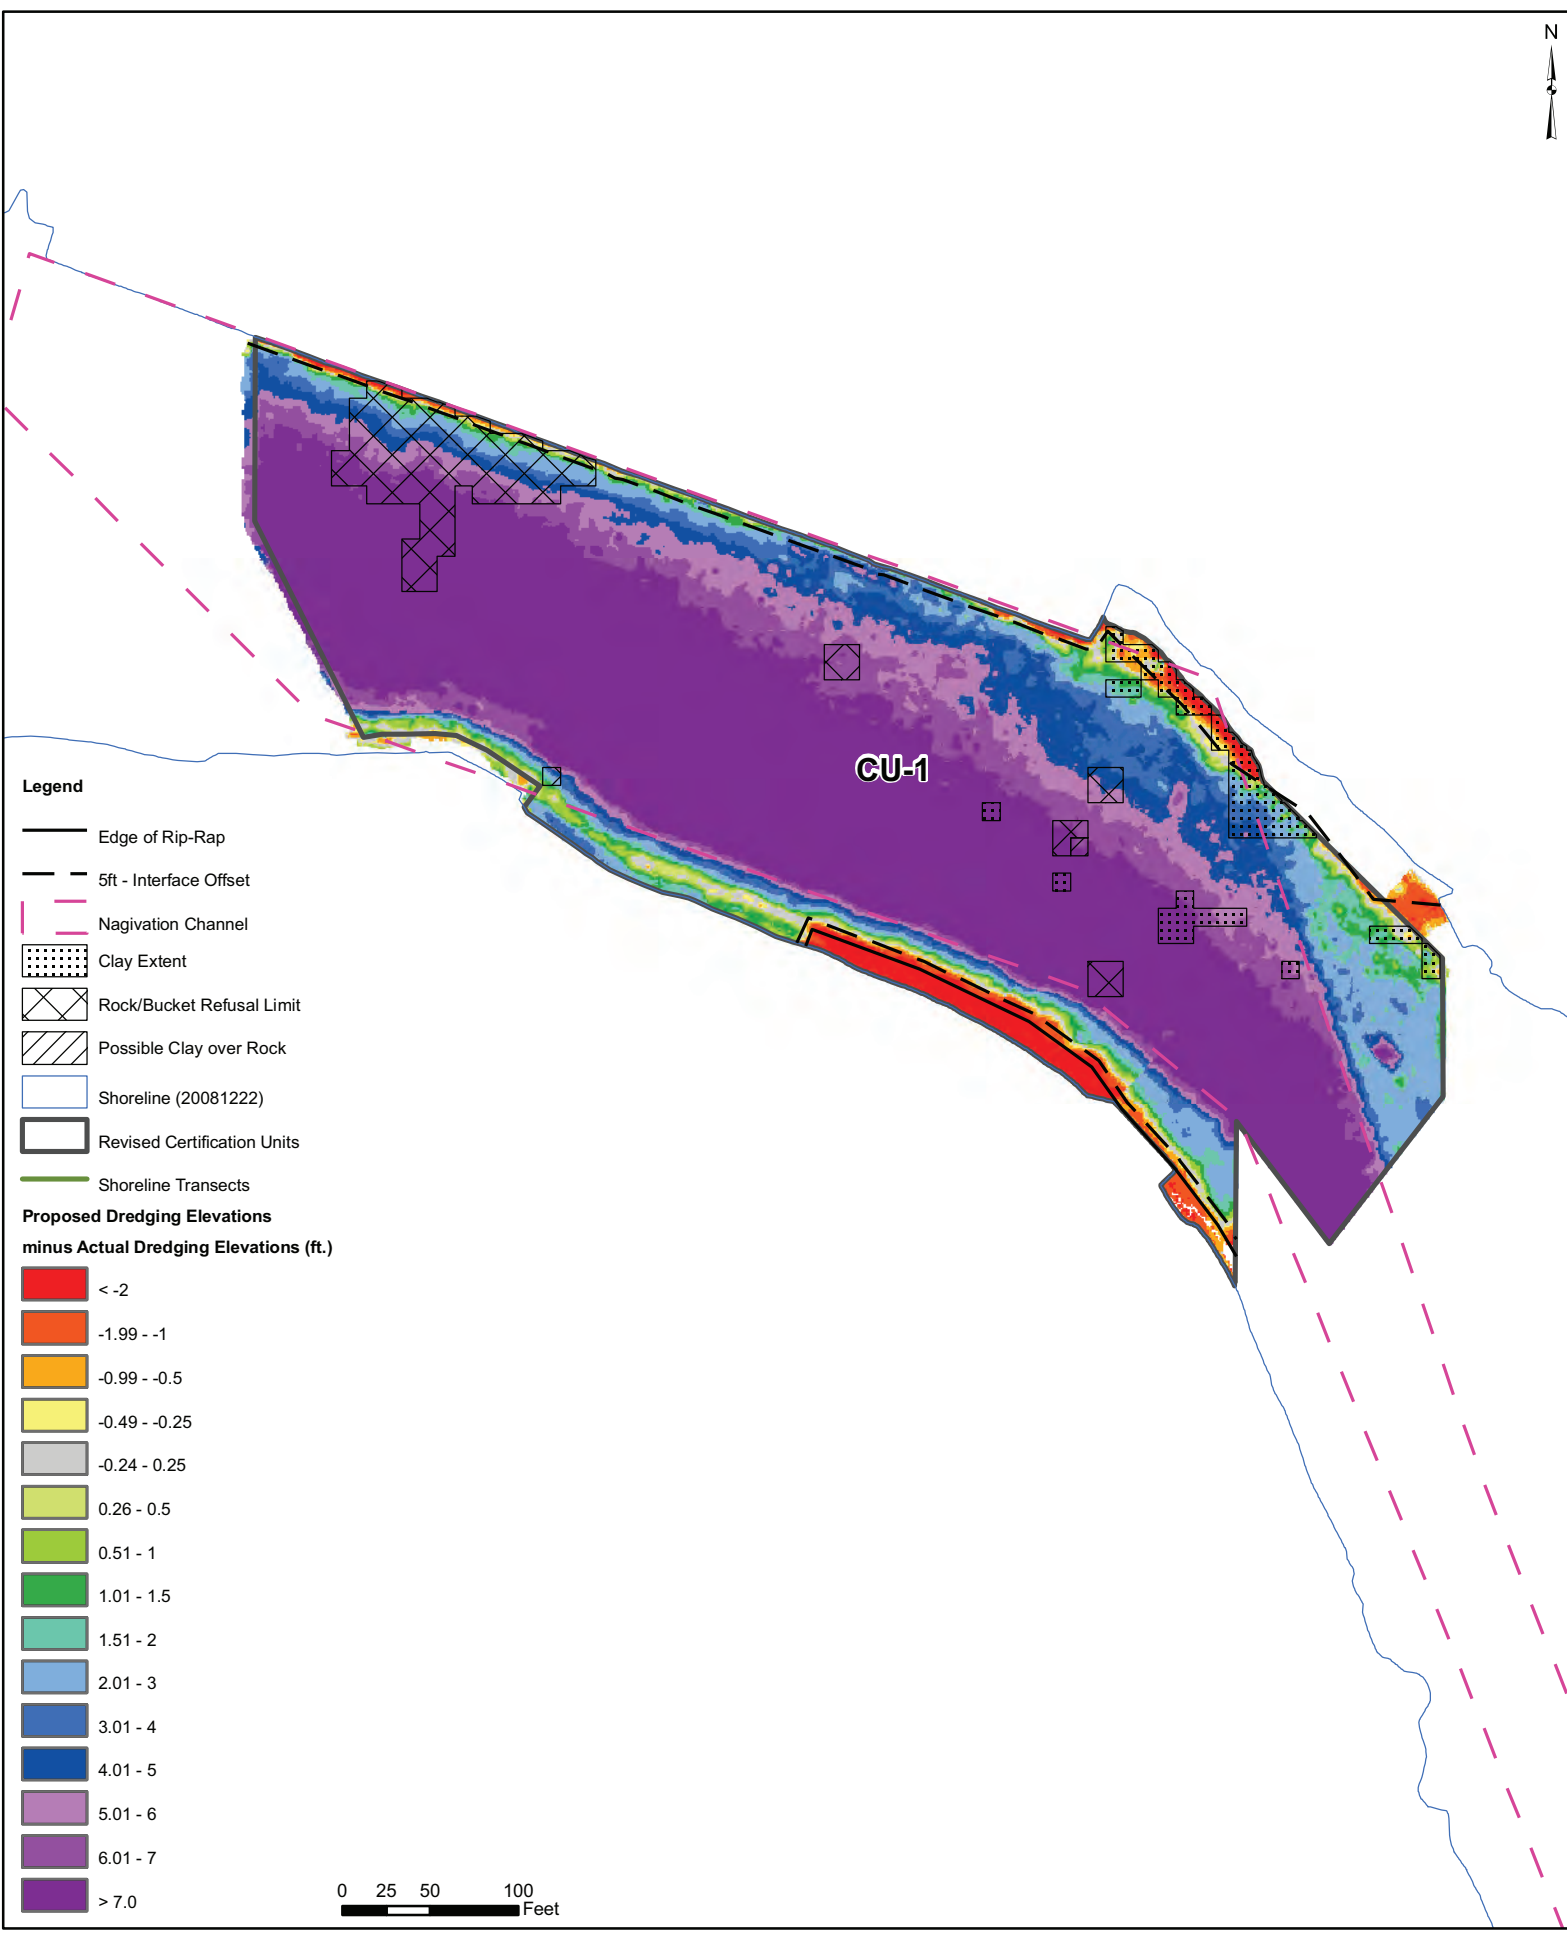 N
CU-1
Legend
Edge of Rip-Rap
5ft - Interface Offset
Nagivation Channel
Clay Extent
Rock/Bucket Refusal Limit
Possible Clay over Rock
Shoreline (20081222)
Revised Certification Units
Shoreline Transects
Proposed Dredging Elevations
minus Actual Dredging Elevations (ft.)
< -2
-1.99 - -1
-0.99 - -0.5
-0.49 - -0.25
-0.24 - 0.25
0.26 - 0.5
0.51 - 1
1.01 - 1.5
1.51 - 2
2.01 - 3
3.01 - 4
4.01 - 5
5.01 - 6
6.01 - 7
> 7.0
0 25 50 100
Feet